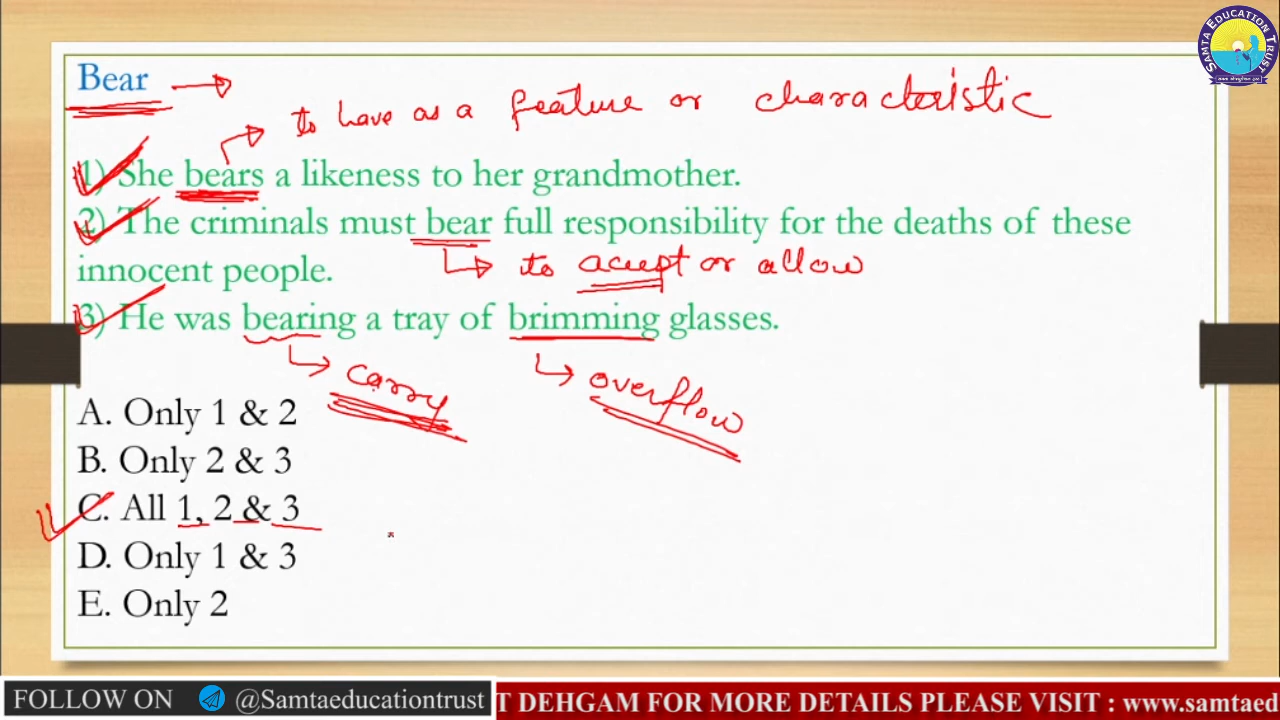 SAMTA EDUCATION TRUST
Bear
to have as a feature or characteristic
1) She bears a likeness to her grandmother.
2) The criminals must bear full responsibility for the deaths of these
innocent people.
to accept or allow
3) He was bearing a tray of brimming glasses.
carry
overflow
A. Only 1 & 2
B. Only 2 & 3
C. All 1, 2 & 3
D. Only 1 & 3
E. Only 2
FOLLOW ON @Samtaeducationtrust
T DEHGAM FOR MORE DETAILS PLEASE VISIT : www.samtaed